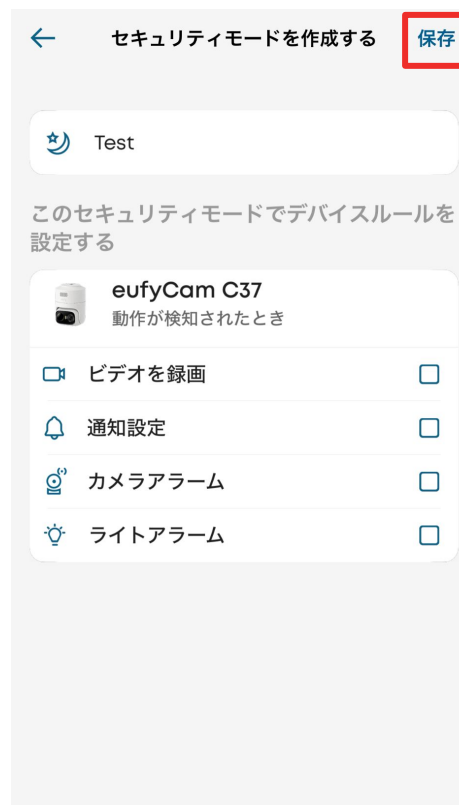 セキュリティモードを作成する
保存
Test
このセキュリティモードでデバイスルールを
設定する
eufyCam C37
動作が検知されたとき
ビデオを録画
通知設定
カメラアラーム
ライトアラーム